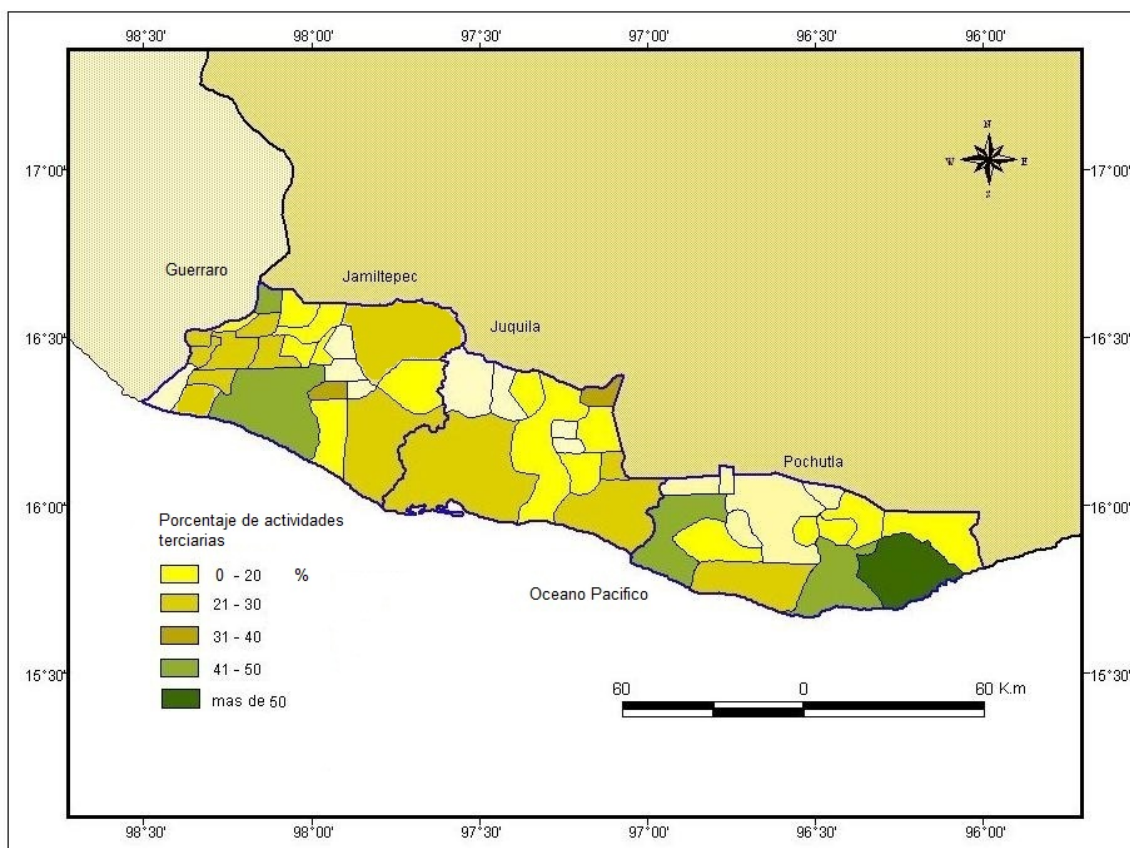 98°30' 98°00' 97°30' 97°00' 96°30' 96°00'
N
W E
S
17°00' 17°00'
Guerraro
Jamiltepec
Juquila
16°30' 16°30'
Pochutla
16°00' 16°00'
Porcentaje de actividades
terciarias
0 - 20 %
21 - 30
31 - 40
41 - 50
mas de 50
Oceano Pacifico
15°30' 15°30'
60 0 60 K.m
98°30' 98°00' 97°30' 97°00' 96°30' 96°00'